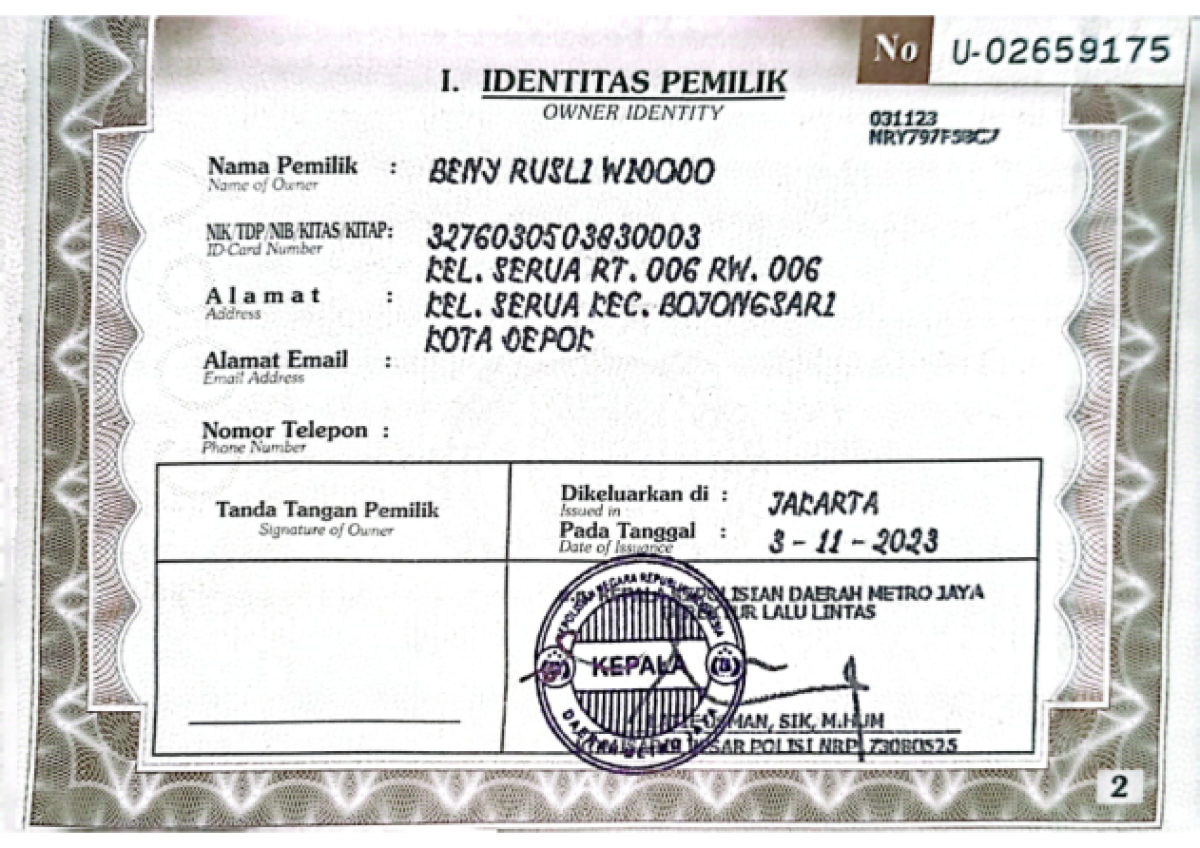 No U-02659175
I. IDENTITAS PEMILIK
OWNER IDENTITY
031123
Nama Pemilik : BENY RUSLI WIDODO
Name of Owner
NIK/TDP/NIB/KITAS/KITAP: 3276030503830003
ID-Card Number
KEL. SERUA RT. 006 RW. 006
Alamat : KEL. SERUA KEC. BOJONGSARI
Address
KOTA DEPOK
Alamat Email :
Email Address
Nomor Telepon :
Phone Number
Tanda Tangan Pemilik
Signature of Owner
Dikeluarkan di : JAKARTA
Issued in
Pada Tanggal : 3 - 11 - 2023
Date of Issuance
DAERAH METRO JAYA
LALU LINTAS
KEPALA
SIK, M.HUM
POLISI NRP 73080525
2